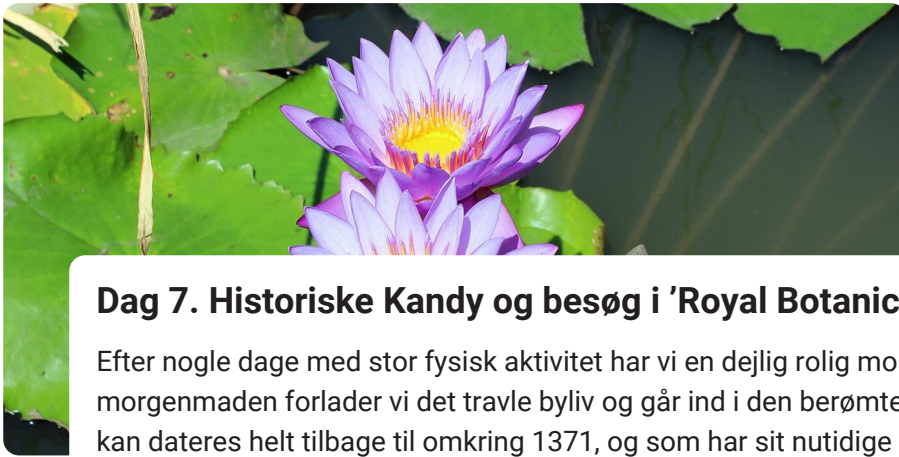 Dag 7. Historiske Kandy og besøg i ’Royal Botanic
Efter nogle dage med stor fysisk aktivitet har vi en dejlig rolig mo
morgenmaden forlader vi det travle byliv og går ind i den berømte
kan dateres helt tilbage til omkring 1371, og som har sit nutidige